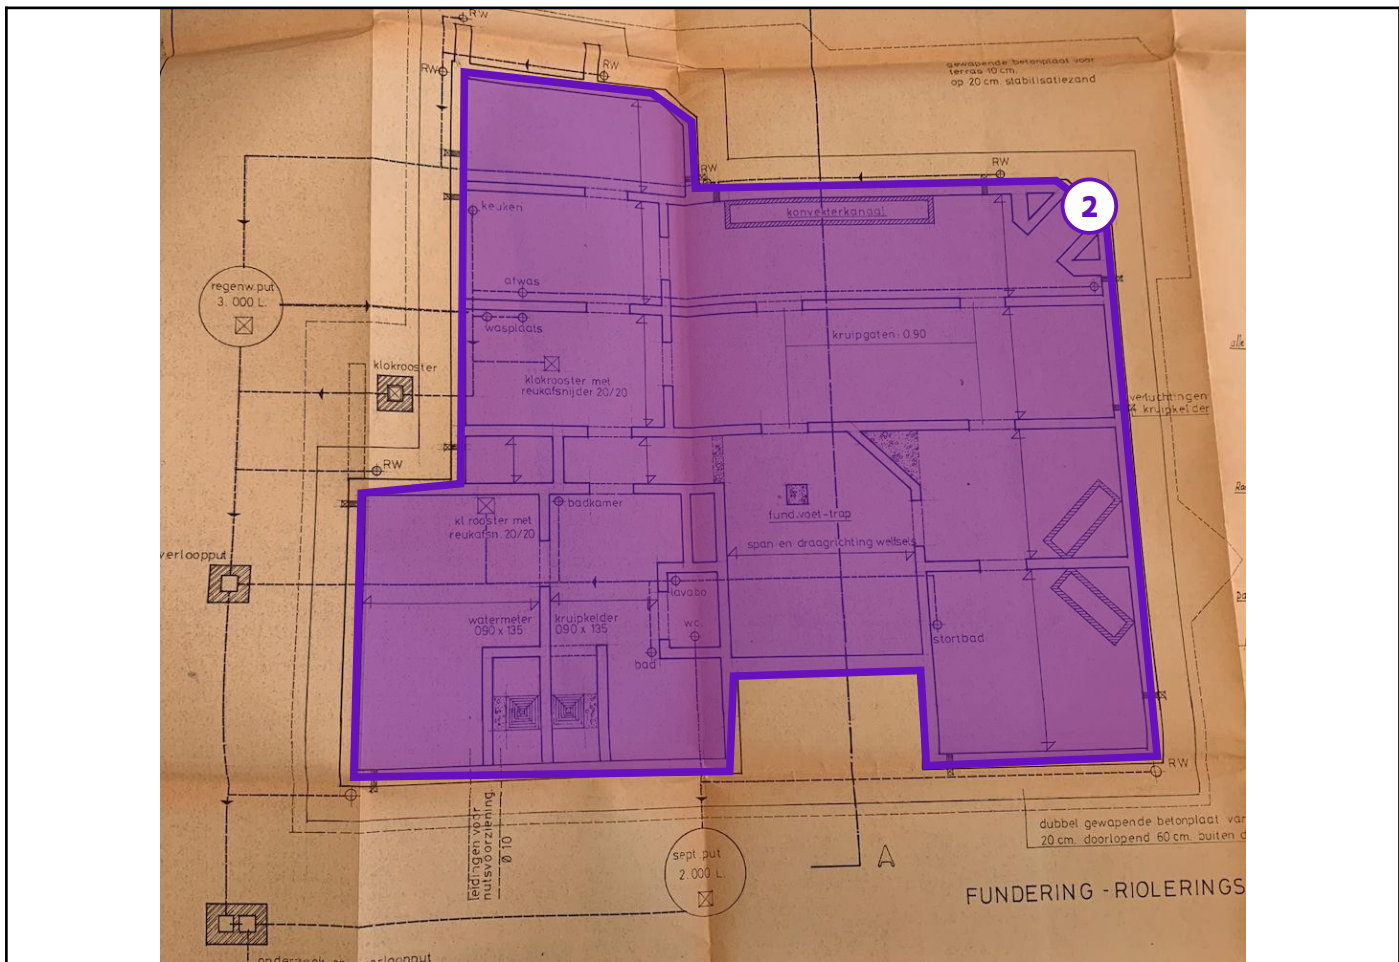 RW
RW
RW
gewapende betonplaat voor
terras 10 cm.
op 20 cm. stabilisatiezand
RW
RW
2
keuken
konvekterkanaal
regenw.put
3.000 L.
afwas
wasplaats
kruipgaten: 0.90
klokrooster
klokrooster met
reukafsnijder 20/20
verluchtingen
kruipkelder
RW
kl rooster met
reukafsn. 20/20
badkamer
fund.voet-trap
span en draagrichting welfsels
verloopput
lavabo
watermeter
090 x 135
kruipkelder
090 x 135
wc.
stortbad
bad
RW
leidingen voor
nutsvoorziening.
Ø 10
dubbel gewapende betonplaat van
20 cm. doorlopend 60 cm. buiten d
sept.put
2.000 L.
A
FUNDERING - RIOLERINGS